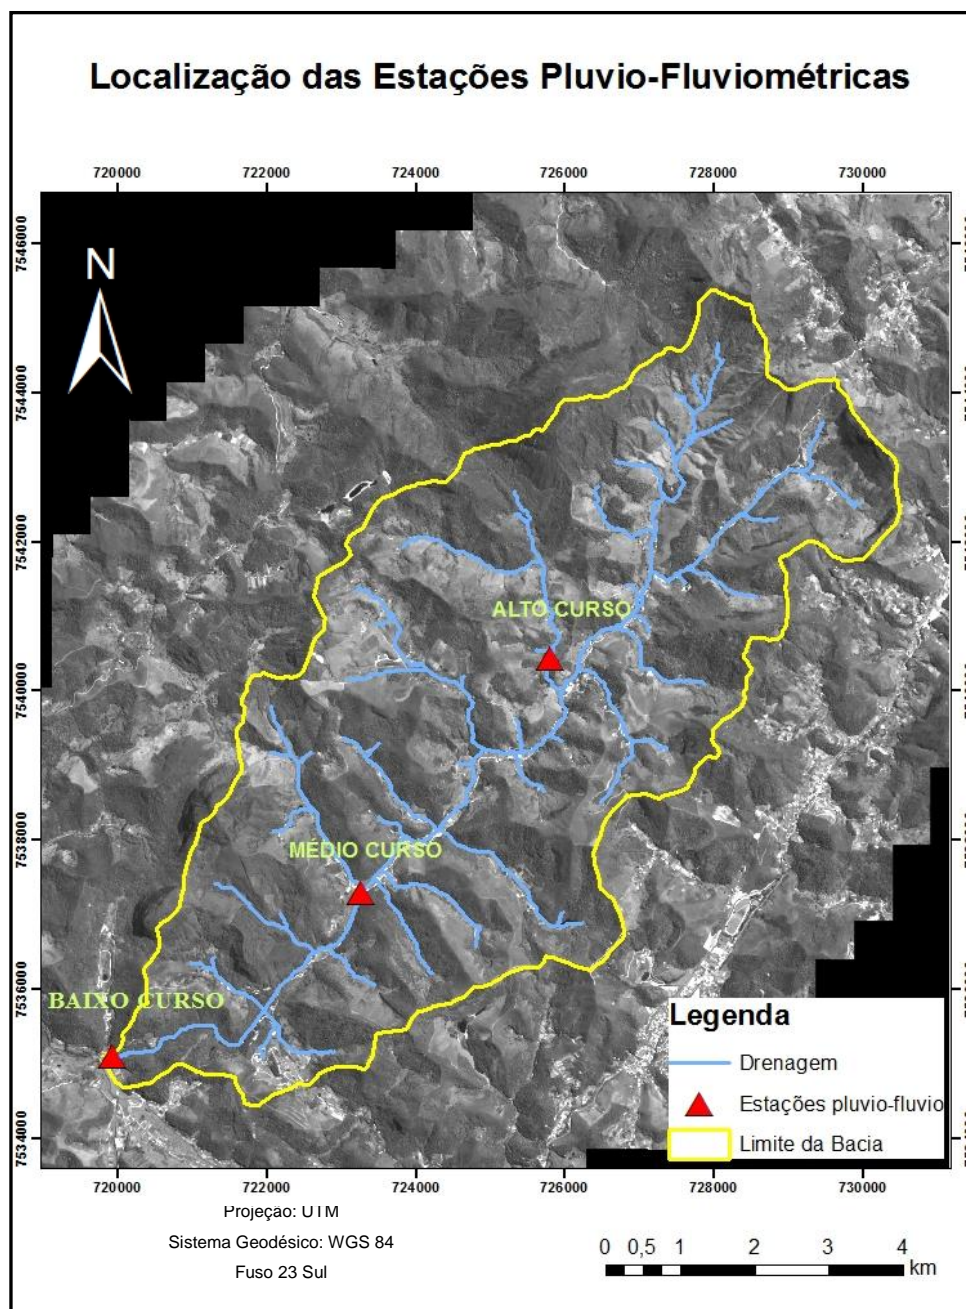 Localização das Estações Pluvio-Fluviométricas
720000 722000 724000 726000 728000 730000
7546000
7544000
7542000
7540000
7538000
7536000
7534000
N
ALTO CURSO
MÉDIO CURSO
BAIXO CURSO
Legenda
Drenagem
Estações pluvio-fluvio
Limite da Bacia
720000 722000 724000 726000 728000 730000
Projeção: UTM
Sistema Geodésico: WGS 84
Fuso 23 Sul
0 0,5 1 2 3 4
km